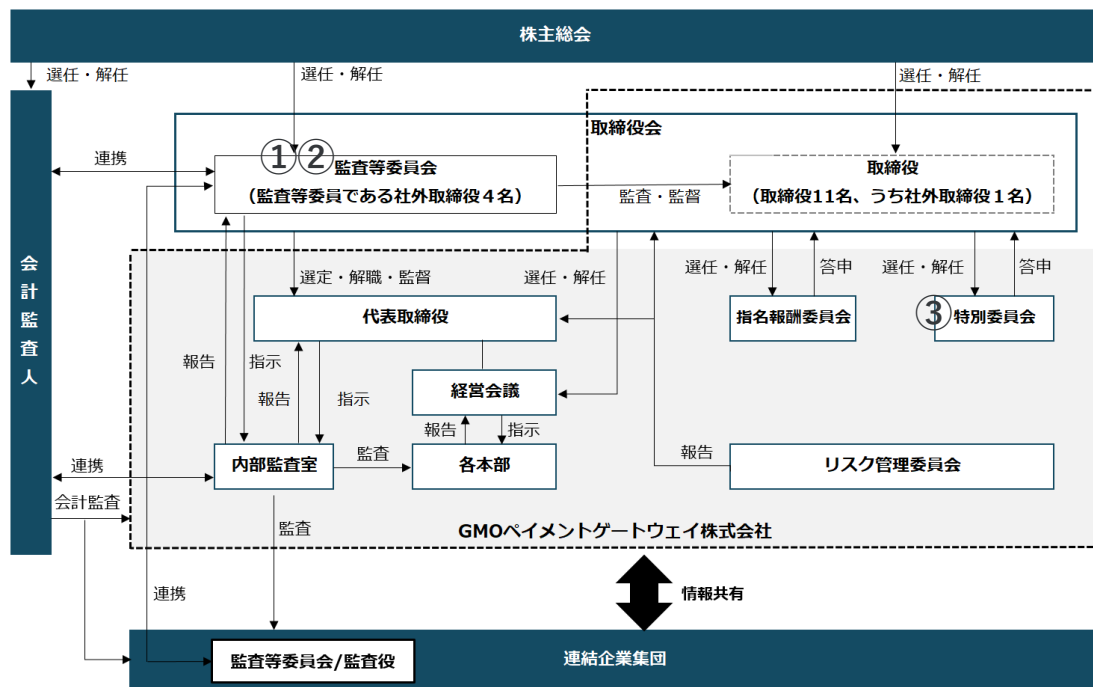 株主総会
選任・解任
選任・解任
選任・解任
取締役会
①②
監査等委員会
(監査等委員である社外取締役4名)
連携
監査・監督
取締役
(取締役11名、うち社外取締役1名)
会計監査人
選定・解職・監督
選任・解任
選任・解任
答申
選任・解任
答申
代表取締役
指名報酬委員会
③
特別委員会
報告
指示
報告
指示
経営会議
報告
指示
内部監査室
監査
各本部
報告
リスク管理委員会
連携
会計監査
監査
GMOペイメントゲートウェイ株式会社
連携
情報共有
監査等委員会/監査役
連結企業集団